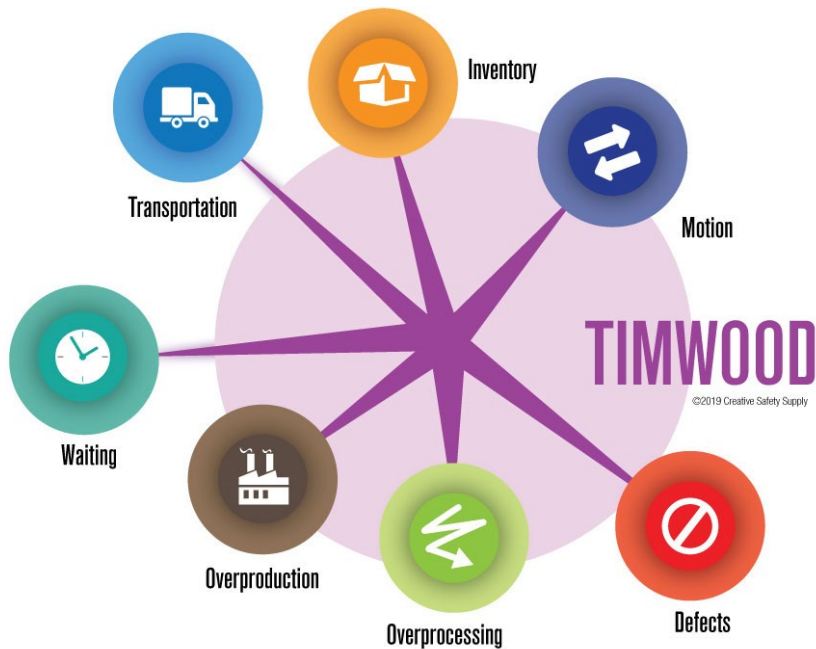 Inventory
Transportation
Motion
TIMWOOD
©2019 Creative Safety Supply
Waiting
Overproduction
Overprocessing
Defects